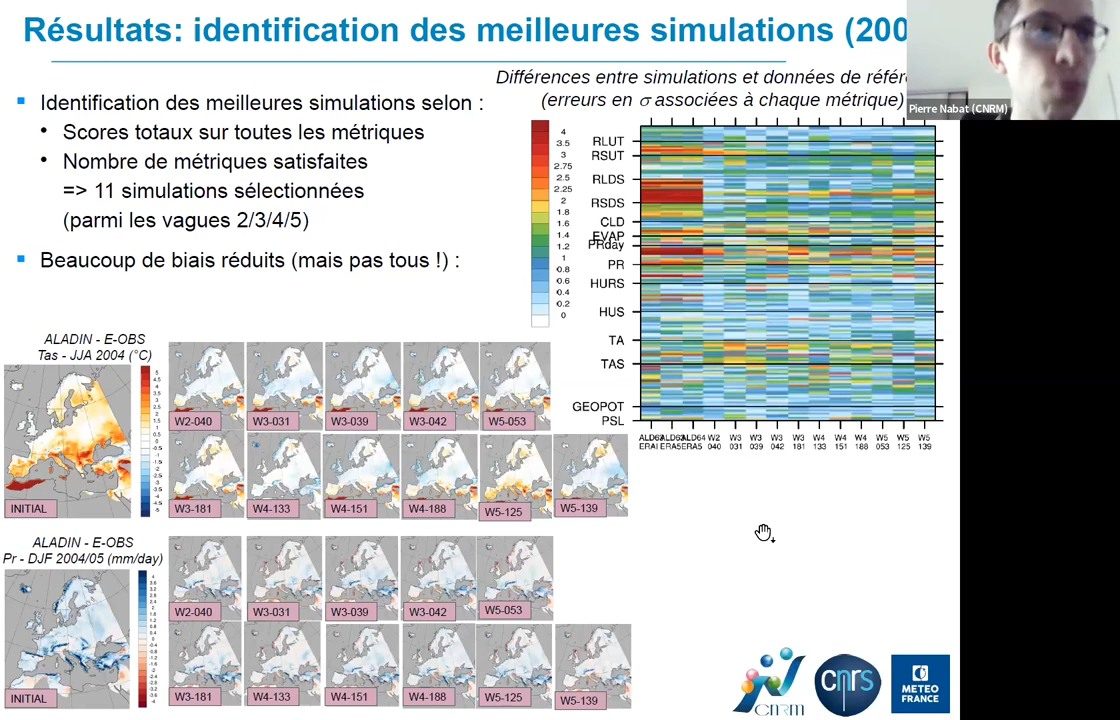 Résultats: identification des meilleures simulations (200
Pierre Nabat (CNRM)
Identification des meilleures simulations selon :
Scores totaux sur toutes les métriques
Nombre de métriques satisfaites
=> 11 simulations sélectionnées
(parmi les vagues 2/3/4/5)
Beaucoup de biais réduits (mais pas tous !) :
Différences entre simulations et données de référ
(erreurs en σ associées à chaque métrique)
4
3.5
3
2.75
2.5
2.25
2
1.8
1.6
1.4
1.2
1
0.8
0.6
0.4
0.2
0
RLUT
RSUT
RLDS
RSDS
CLD
EVAP
PRday
PR
HURS
HUS
TA
TAS
GEOPOT
PSL
W2 040
W3 031
W3 039
W3 042
W3 181
W4 133
W4 151
W4 188
W5 053
W5 125
W5 139
ALADIN - E-OBS
Tas - JJA 2004 (°C)
INITIAL
W2-040
W3-031
W3-039
W3-042
W5-053
W3-181
W4-133
W4-151
W4-188
W5-125
W5-139
ALADIN - E-OBS
Pr - DJF 2004/05 (mm/day)
INITIAL
W2-040
W3-031
W3-039
W3-042
W5-053
W3-181
W4-133
W4-151
W4-188
W5-125
W5-139
CNRM
cnrs
METEO
FRANCE